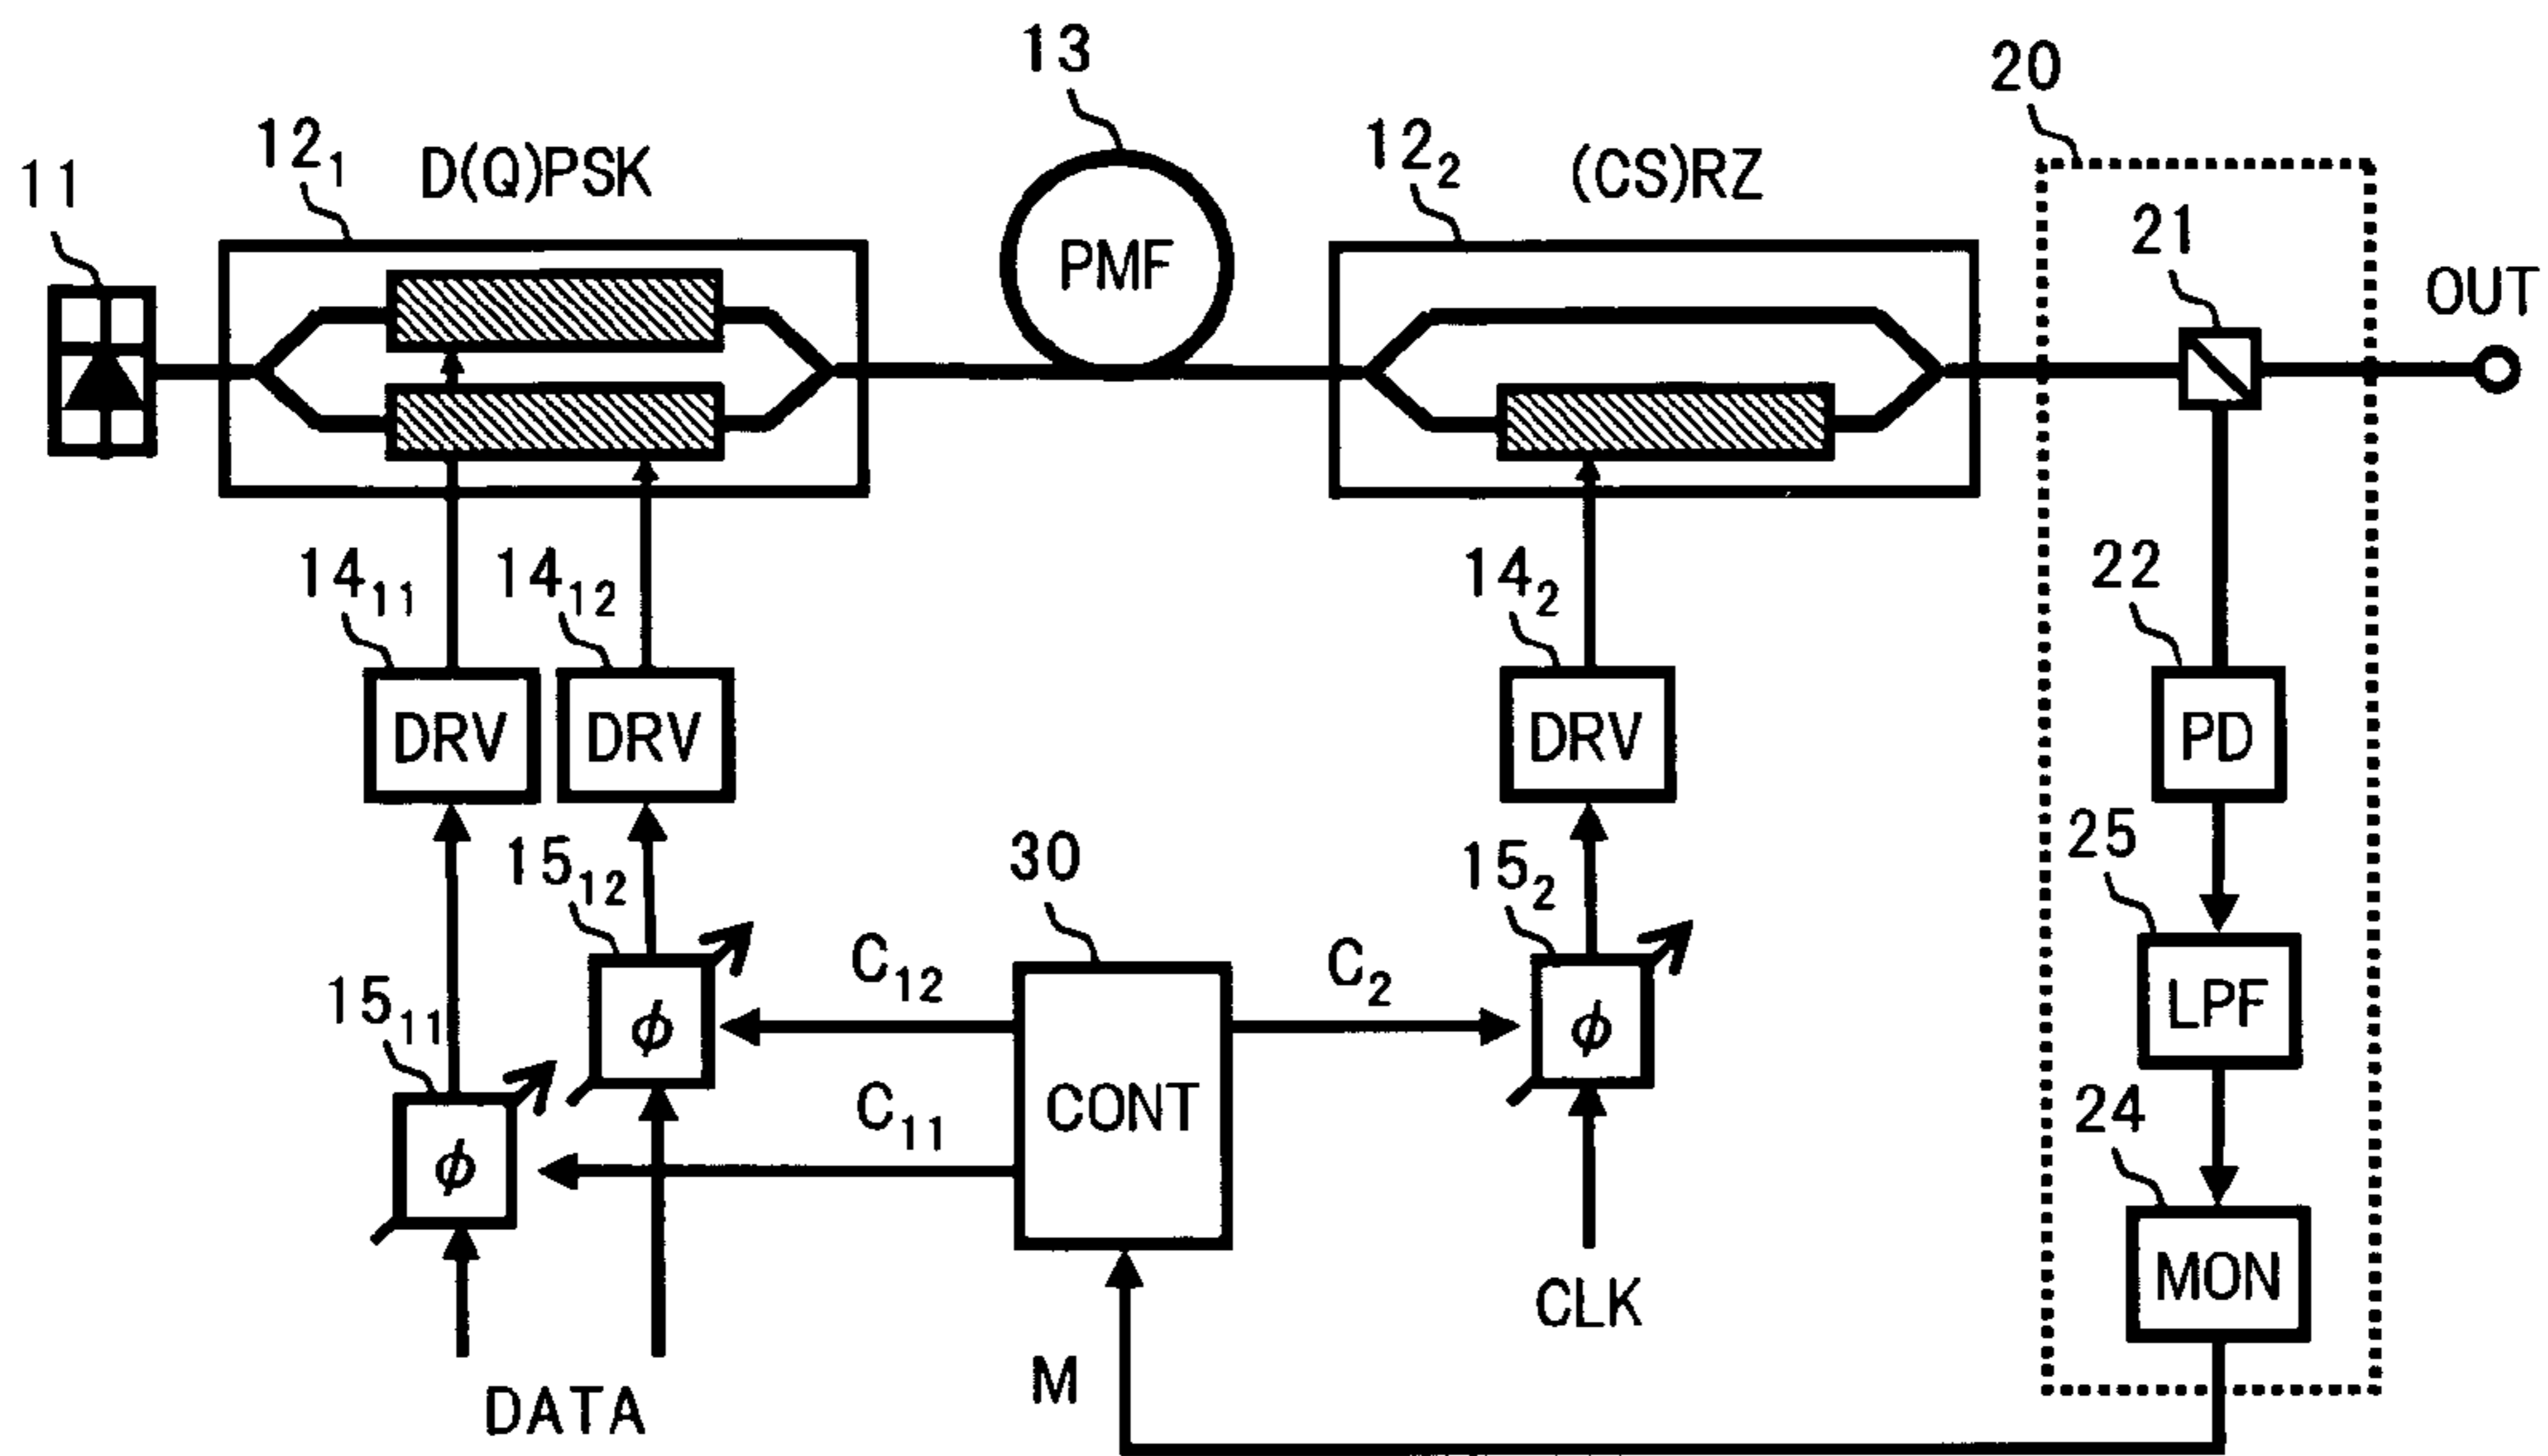 13
20
12₁
D(Q)PSK
12₂
(CS)RZ
11
21
PMF
OUT
14₁₁
14₁₂
14₂
22
DRV
DRV
DRV
PD
15₁₂
30
15₂
25
C₁₂
C₂
LPF
15₁₁
ϕ
ϕ
C₁₁
CONT
24
ϕ
MON
CLK
M
DATA